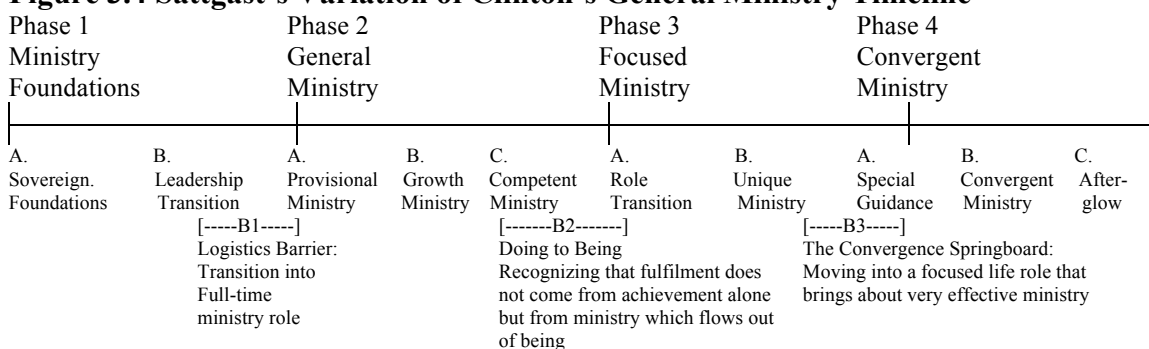 Figure 3.4 Sattgast's Variation of Clinton's General Ministry Timeline
Phase 1 Phase 2 Phase 3 Phase 4
Ministry General Focused Convergent
Foundations Ministry Ministry Ministry
A. B. A. B. C. A. B. A. B. C.
Sovereign. Leadership Provisional Growth Competent Role Unique Special Convergent After-
Foundations Transition Ministry Ministry Ministry Transition Ministry Guidance Ministry glow
[-----B1-----] [-------B2-------] [-----B3-----]
Logistics Barrier: Doing to Being The Convergence Springboard:
Transition into Recognizing that fulfilment does Moving into a focused life role that
Full-time not come from achievement alone brings about very effective ministry
ministry role but from ministry which flows out
of being